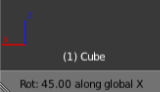 x
(1) Cube
Rot: 45.00 along global X